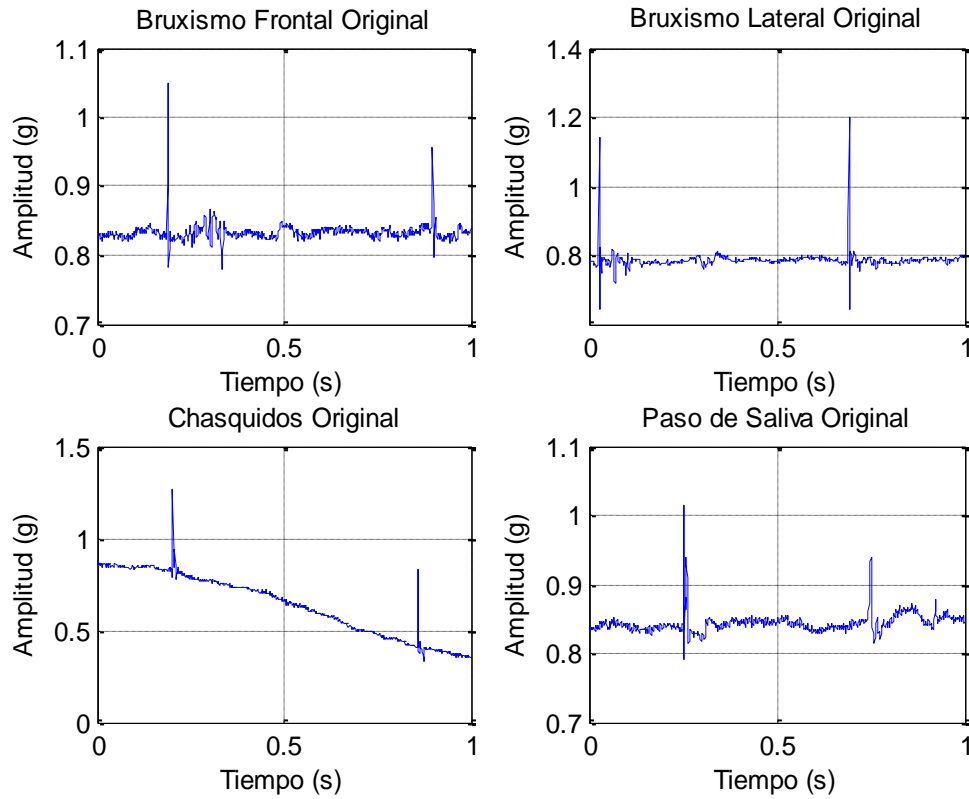 Bruxismo Frontal Original
1.1
1
0.9
0.8
0.7
Amplitud (g)
0
0.5
1
Tiempo (s)
Bruxismo Lateral Original
1.4
1.2
1
0.8
Amplitud (g)
0
0.5
1
Tiempo (s)
Chasquidos Original
1.5
1
0.5
0
Amplitud (g)
0
0.5
1
Tiempo (s)
Paso de Saliva Original
1.1
1
0.9
0.8
0.7
Amplitud (g)
0
0.5
1
Tiempo (s)